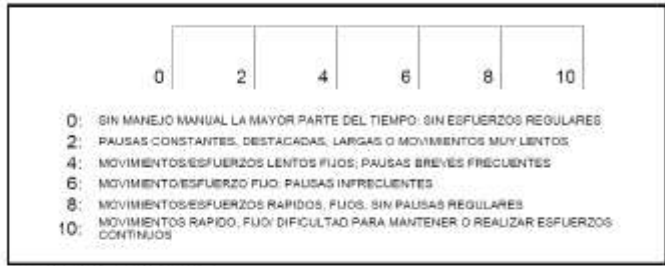 0 2 4 6 8 10
0: SIN MANEJO MANUAL LA MAYOR PARTE DEL TIEMPO: SIN ESFUERZOS REGULARES
2: PAUSAS CONSTANTES, DESTACADAS, LARGAS O MOVIMIENTOS MUY LENTOS
4: MOVIMIENTOS/ESFUERZOS LENTOS FIJOS; PAUSAS BREVES FRECUENTES
6: MOVIMIENTO/ESFUERZO FIJO: PAUSAS INFRECUENTES
8: MOVIMIENTOS/ESFUERZOS RAPIDOS, FIJOS, SIN PAUSAS REGULARES
10: MOVIMIENTOS RAPIDO, FIJO/ DIFICULTAD PARA MANTENER O REALIZAR ESFUERZOS
CONTINUOS